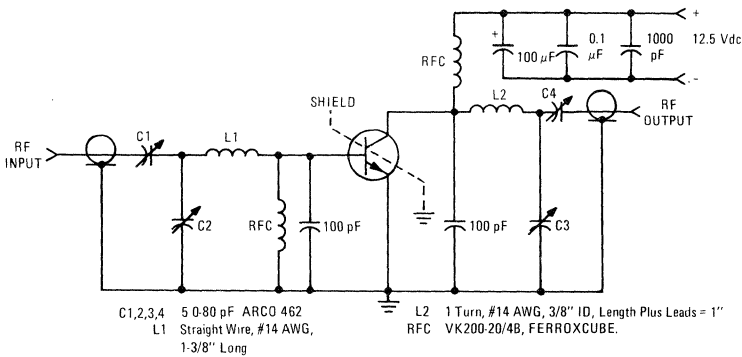 +
12.5 Vdc
-
RFC
+
100 μF
0.1
μF
1000
pF
L2
C4
RF
OUTPUT
SHIELD
RF
INPUT
C1
L1
C2
RFC
100 pF
100 pF
C3
C1,2,3,4 5 0-80 pF ARCO 462
L1 Straight Wire, #14 AWG,
1-3/8" Long
L2 1 Turn, #14 AWG, 3/8" ID, Length Plus Leads = 1"
RFC VK200-20/4B, FERROXCUBE.